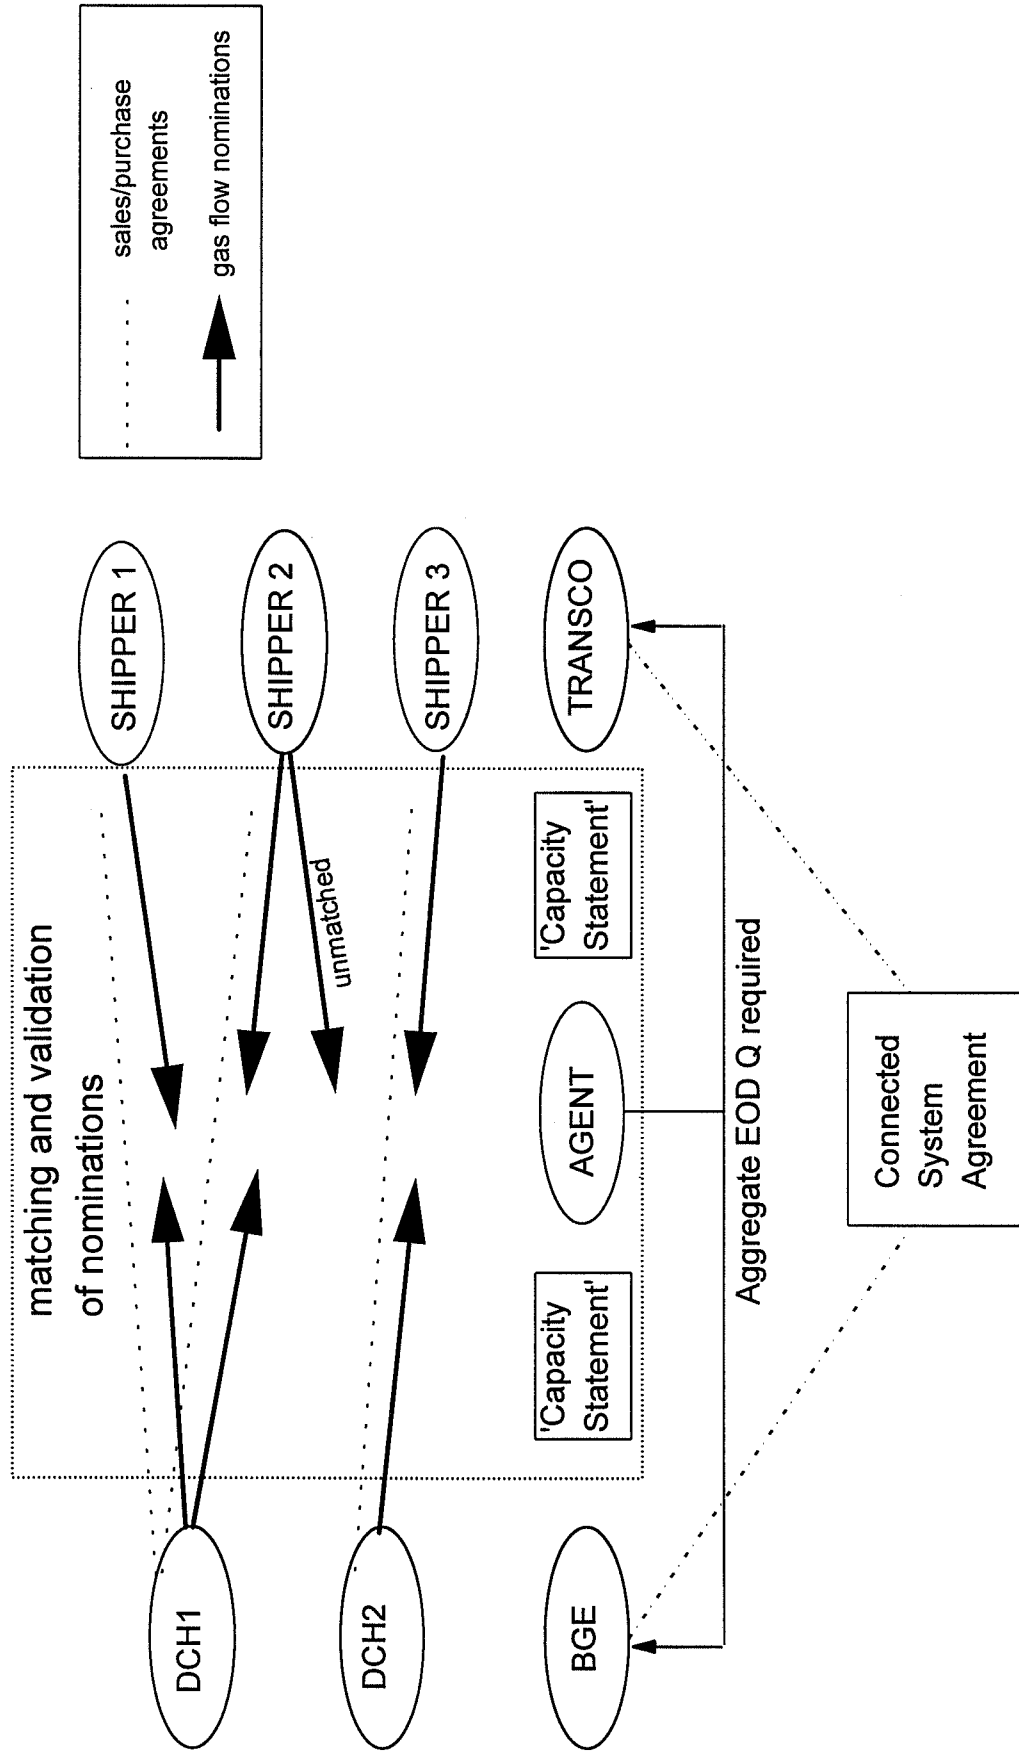 sales/purchase
agreements
gas flow nominations
matching and validation
of nominations
DCH1
DCH2
BGE
SHIPPER 1
SHIPPER 2
SHIPPER 3
TRANSCO
unmatched
'Capacity
Statement'
AGENT
'Capacity
Statement'
Aggregate EOD Q required
Connected
System
Agreement